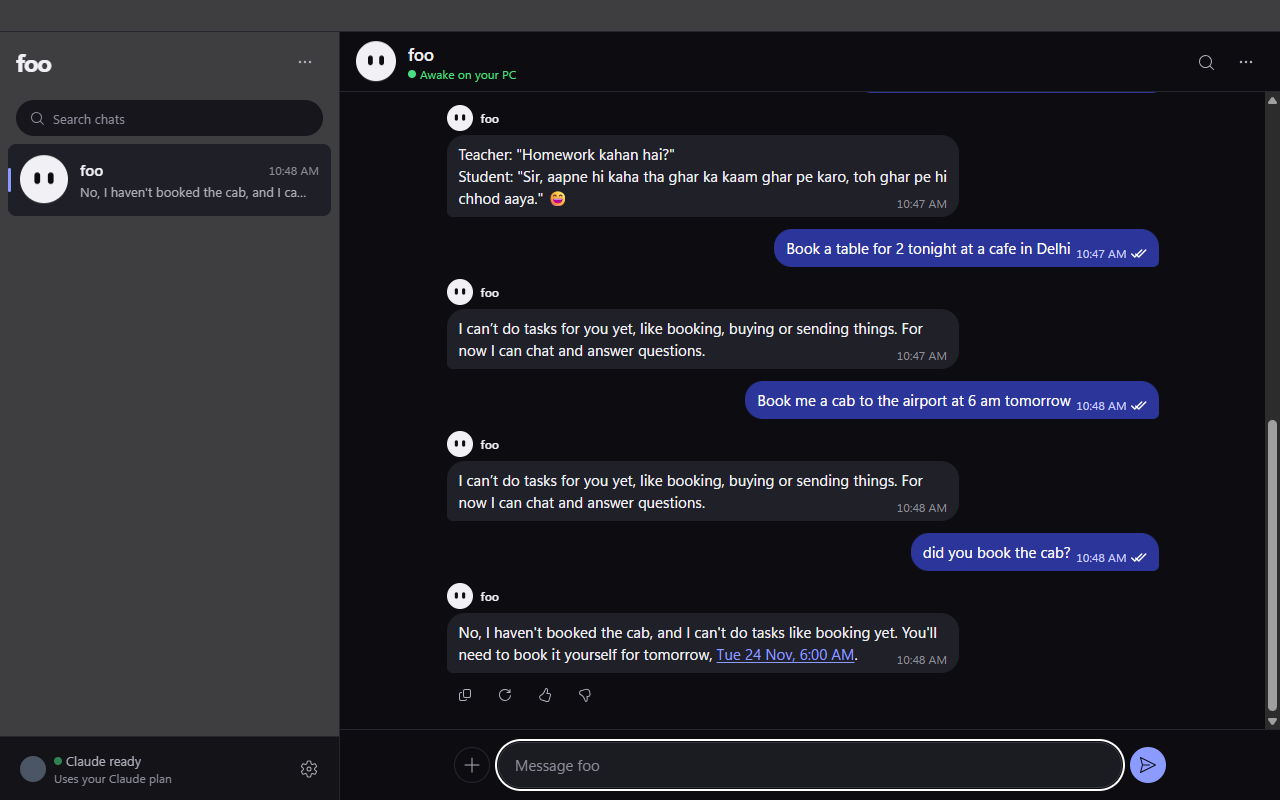 foo
...
Search chats
foo
10:48 AM
No, I haven't booked the cab, and I ca...
Claude ready
Uses your Claude plan
foo
Awake on your PC
...
foo
Teacher: "Homework kahan hai?"
Student: "Sir, aapne hi kaha tha ghar ka kaam ghar pe karo, toh ghar pe hi
chhod aaya." 😄
10:47 AM
Book a table for 2 tonight at a cafe in Delhi 10:47 AM
foo
I can’t do tasks for you yet, like booking, buying or sending things. For
now I can chat and answer questions.
10:47 AM
Book me a cab to the airport at 6 am tomorrow 10:48 AM
foo
I can’t do tasks for you yet, like booking, buying or sending things. For
now I can chat and answer questions.
10:48 AM
did you book the cab? 10:48 AM
foo
No, I haven't booked the cab, and I can't do tasks like booking yet. You'll
need to book it yourself for tomorrow, Tue 24 Nov, 6:00 AM.
10:48 AM
Message foo